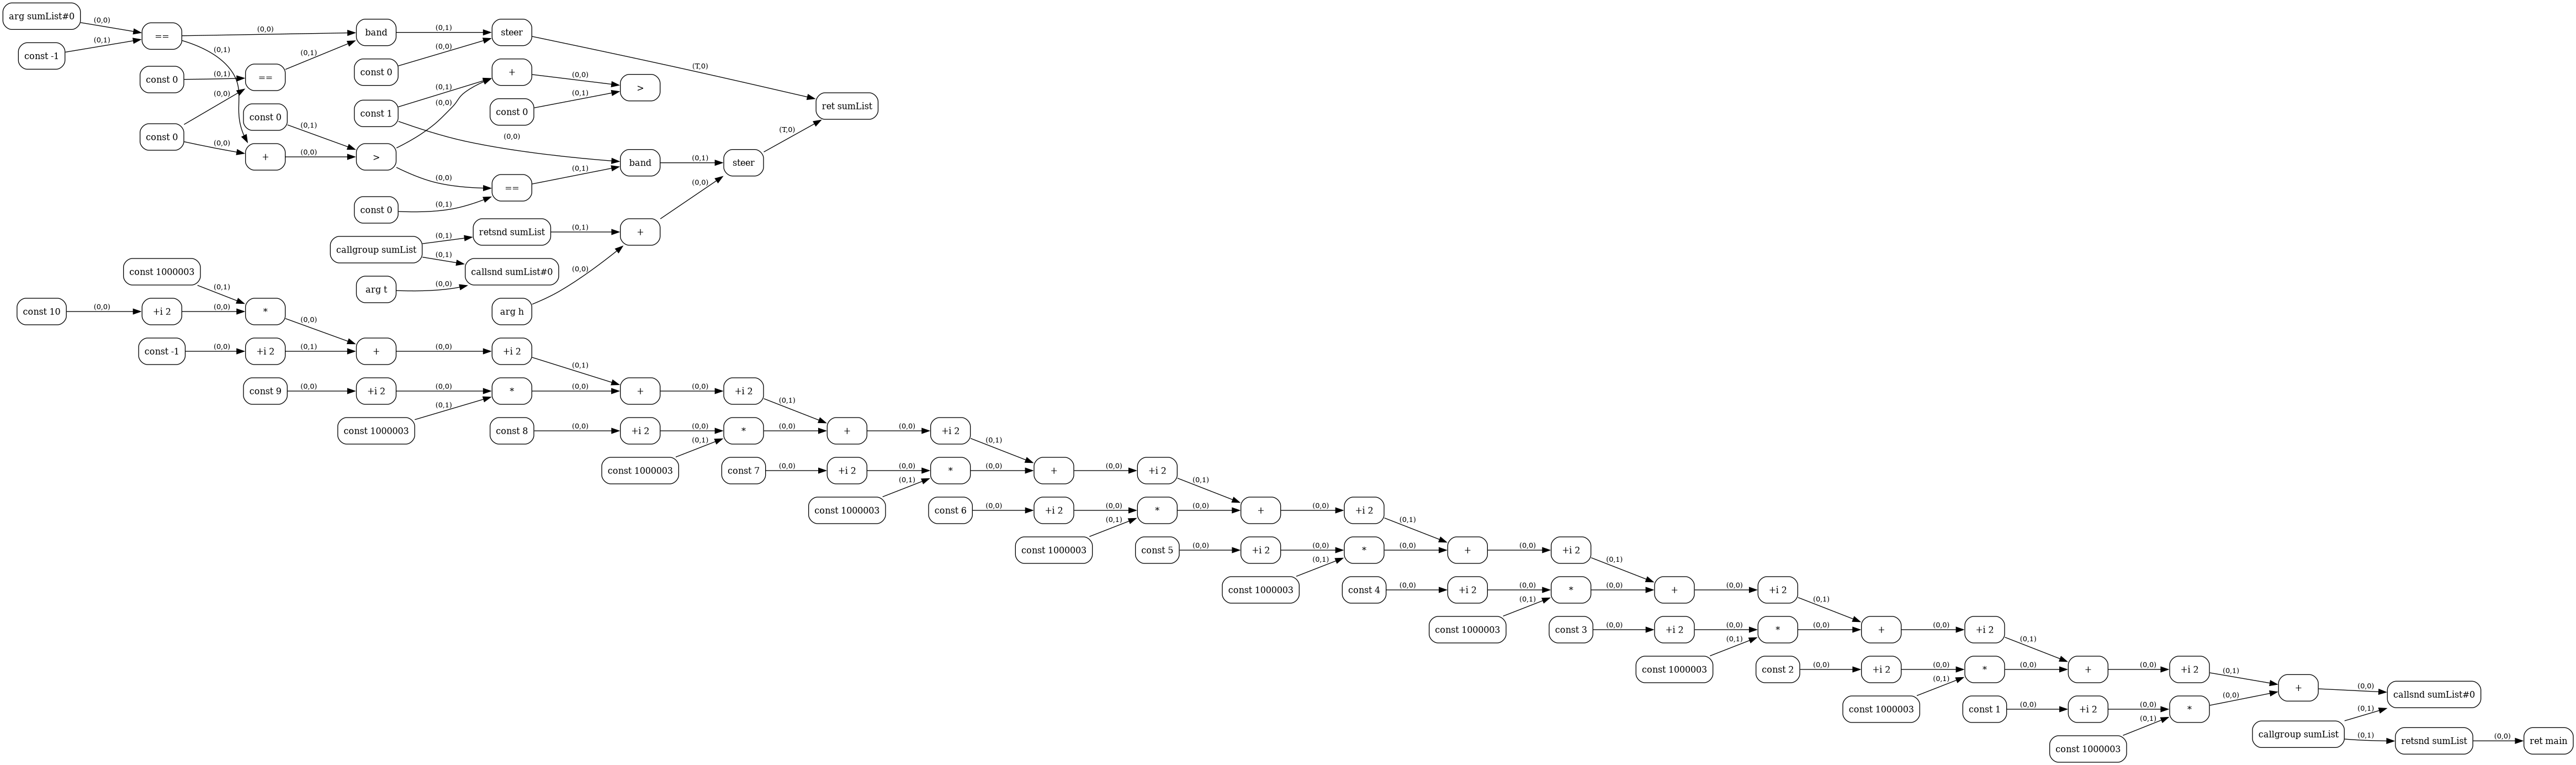 arg sumList#0
(0,0)
const -1
(0,1)
==
(0,0)
(0,1)
const 0
(0,1)
==
(0,1)
const 0
(0,0)
(0,0)
const 0
(0,1)
+
(0,0)
>
(0,0)
(0,0)
band
(0,1)
const 0
(0,0)
steer
(T,0)
const 1
(0,1)
(0,0)
+
(0,0)
const 0
(0,1)
>
ret sumList
const 0
(0,1)
==
(0,1)
band
(0,1)
steer
(T,0)
callgroup sumList
(0,1)
(0,1)
retsnd sumList
(0,1)
+
(0,0)
arg t
(0,0)
callsnd sumList#0
arg h
(0,0)
const 1000003
(0,1)
const 10
(0,0)
+i 2
(0,0)
*
(0,0)
const -1
(0,0)
+i 2
(0,1)
+
(0,0)
+i 2
(0,1)
const 9
(0,0)
+i 2
(0,0)
*
(0,0)
+
(0,0)
+i 2
(0,1)
const 1000003
(0,1)
const 8
(0,0)
+i 2
(0,0)
*
(0,0)
+
(0,0)
+i 2
(0,1)
const 1000003
(0,1)
const 7
(0,0)
+i 2
(0,0)
*
(0,0)
+
(0,0)
+i 2
(0,1)
const 1000003
(0,1)
const 6
(0,0)
+i 2
(0,0)
*
(0,0)
+
(0,0)
+i 2
(0,1)
const 1000003
(0,1)
const 5
(0,0)
+i 2
(0,0)
*
(0,0)
+
(0,0)
+i 2
(0,1)
const 1000003
(0,1)
const 4
(0,0)
+i 2
(0,0)
*
(0,0)
+
(0,0)
+i 2
(0,1)
const 1000003
(0,1)
const 3
(0,0)
+i 2
(0,0)
*
(0,0)
+
(0,0)
+i 2
(0,1)
const 1000003
(0,1)
const 2
(0,0)
+i 2
(0,0)
*
(0,0)
+
(0,0)
+i 2
(0,1)
const 1000003
(0,1)
const 1
(0,0)
+i 2
(0,0)
*
(0,0)
+
(0,0)
callsnd sumList#0
const 1000003
(0,1)
callgroup sumList
(0,1)
(0,1)
retsnd sumList
(0,0)
ret main